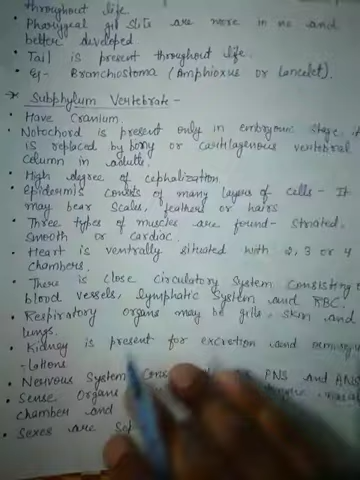 throughout life.
• Pharyngeal gill slits are more in no and
better developed
• Tail is present throughout life.
• eg- Branchiostoma (Amphioxus or Lancelet).
* Subphylum Vertebrate -
• Have Cranium.
• Notochord is present only in embryonic stage. it
is replaced by bony or cartilagenous vertebral
column in adults.
• High degree of cephalization.
• Epidermis consists of many layers of cells - It
may bear scales, feathers or hairs
• Three types of muscles are found - striated,
smooth or cardiac.
• Heart is ventrally situated with 2, 3 or 4
chambers.
• There is close circulatory system consisting of
blood vessels, lymphatic system and RBC.
• Respiratory organs may be gills, skin and
lungs.
• Kidney is present for excretion and
• Nervous System PNS and ANS
• Sense Organs
chamber and
• Sexes are